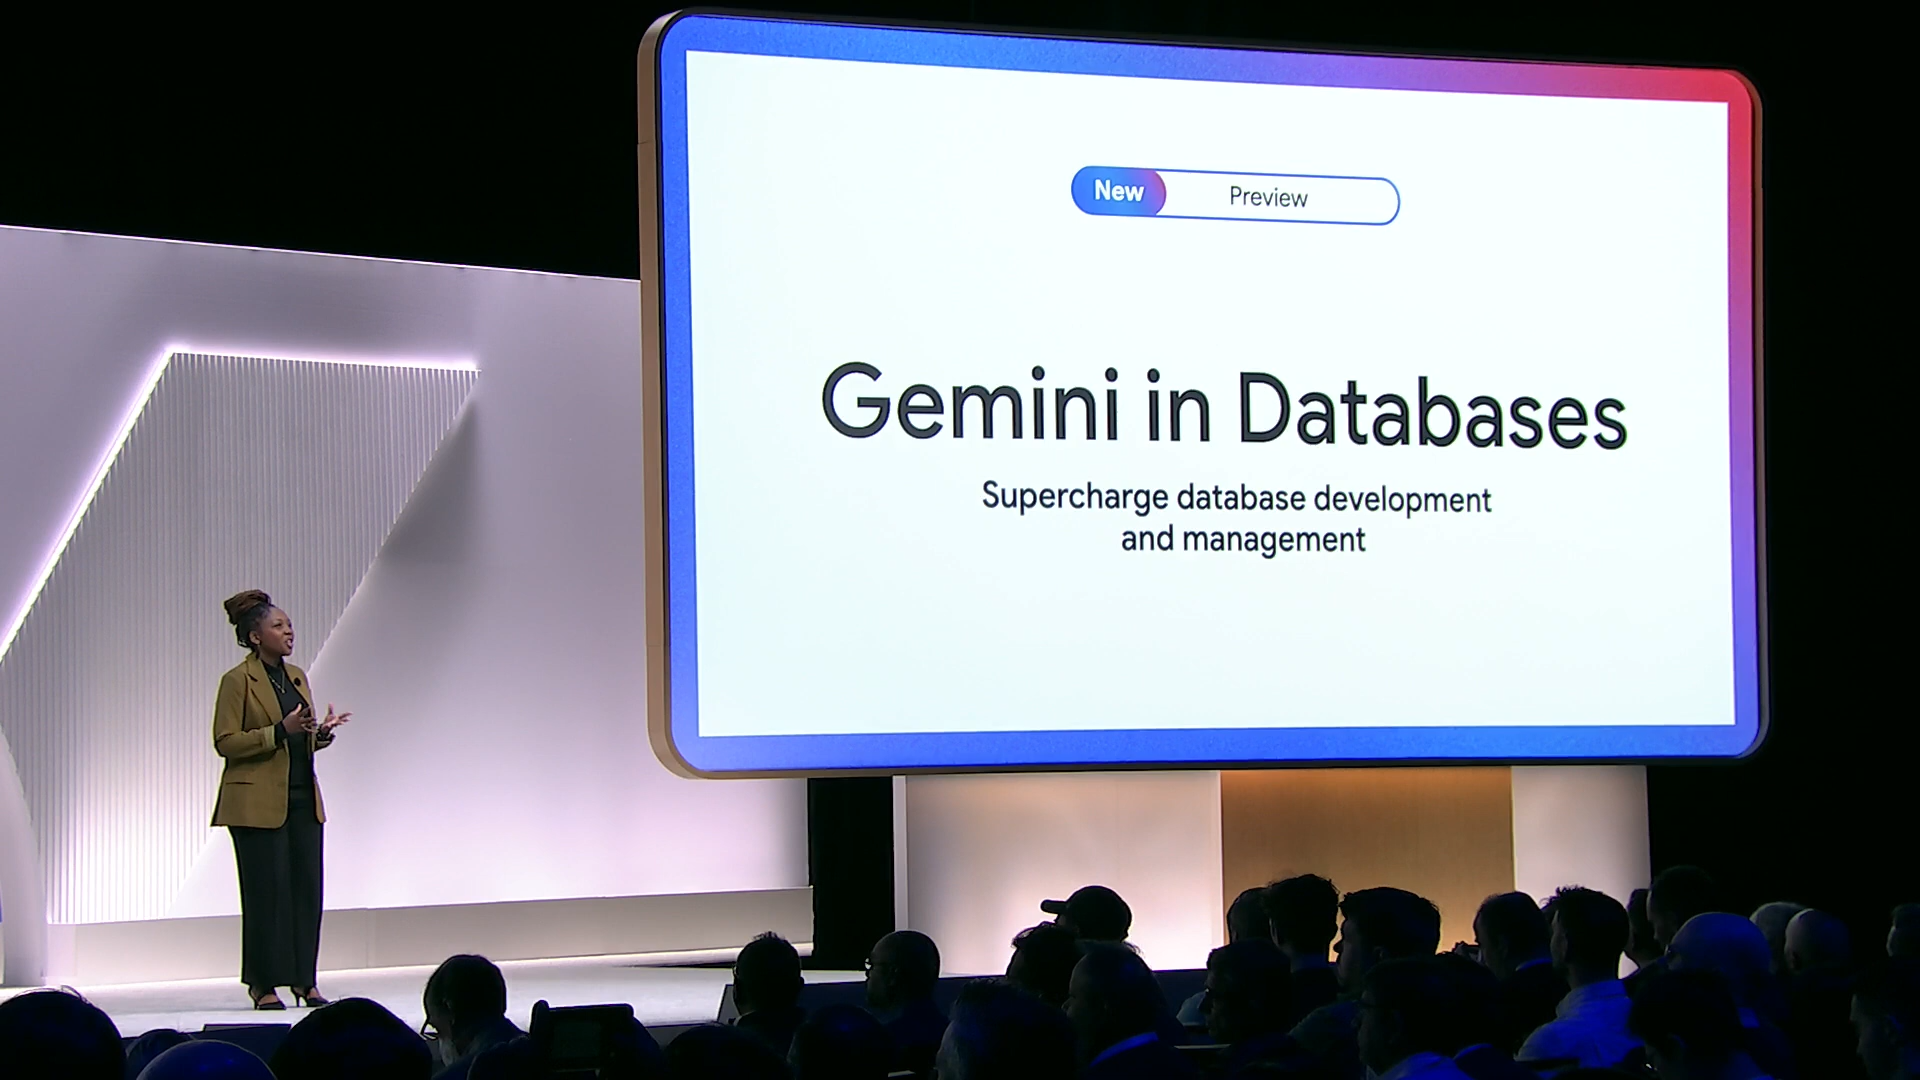 New Preview
Gemini in Databases
Supercharge database development
and management